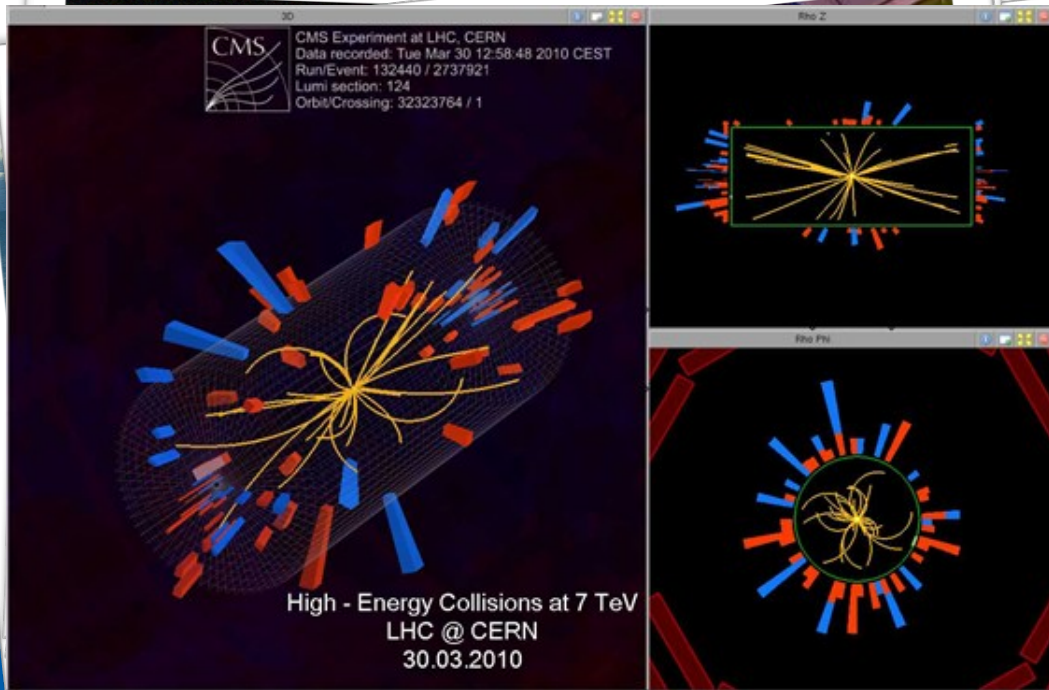 3D
CMS
CMS Experiment at LHC, CERN
Data recorded: Tue Mar 30 12:58:48 2010 CEST
Run/Event: 132440 / 2737921
Lumi section: 124
Orbit/Crossing: 32323764 / 1
High - Energy Collisions at 7 TeV
LHC @ CERN
30.03.2010
Rho Z
Rho Phi